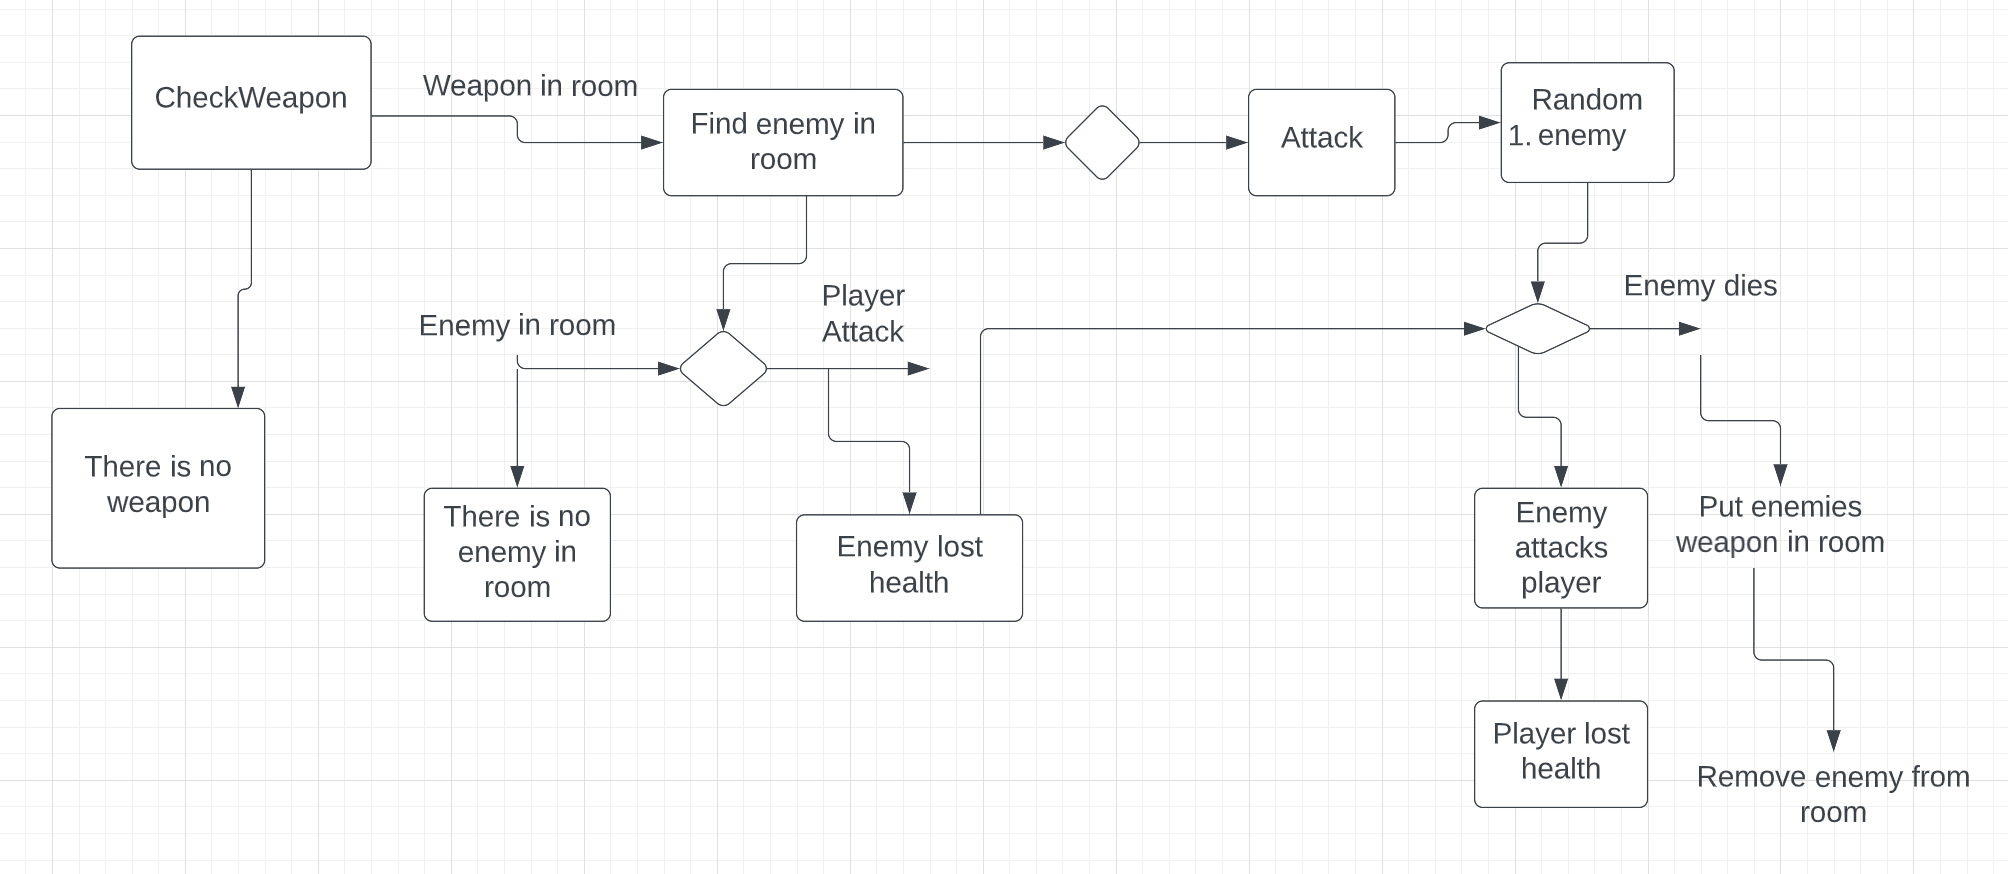 CheckWeapon
Weapon in room
Find enemy in
room
Attack
Random
1. enemy
Enemy in room
Player
Attack
Enemy dies
There is no
weapon
There is no
enemy in
room
Enemy lost
health
Enemy
attacks
player
Put enemies
weapon in room
Player lost
health
Remove enemy from
room